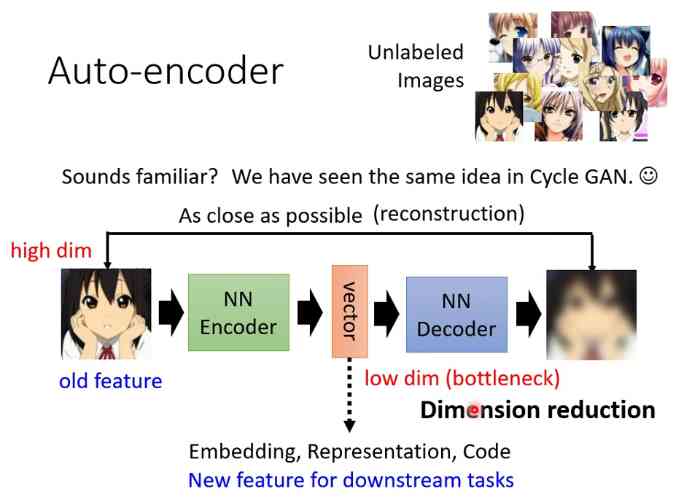 Auto-encoder
Unlabeled
Images
Sounds familiar? We have seen the same idea in Cycle GAN. ☺
As close as possible (reconstruction)
high dim
NN
Encoder
vector
NN
Decoder
old feature
low dim (bottleneck)
Dimension reduction
Embedding, Representation, Code
New feature for downstream tasks